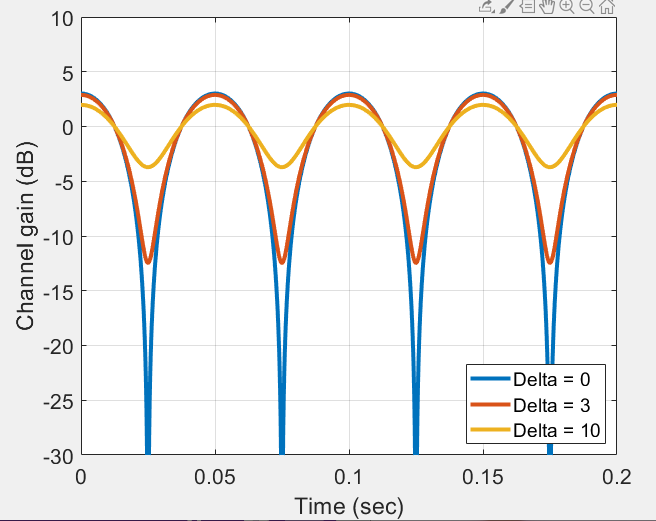 10
5
0
-5
-10
-15
-20
-25
-30
Channel gain (dB)
Delta = 0
Delta = 3
Delta = 10
0 0.05 0.1 0.15 0.2
Time (sec)